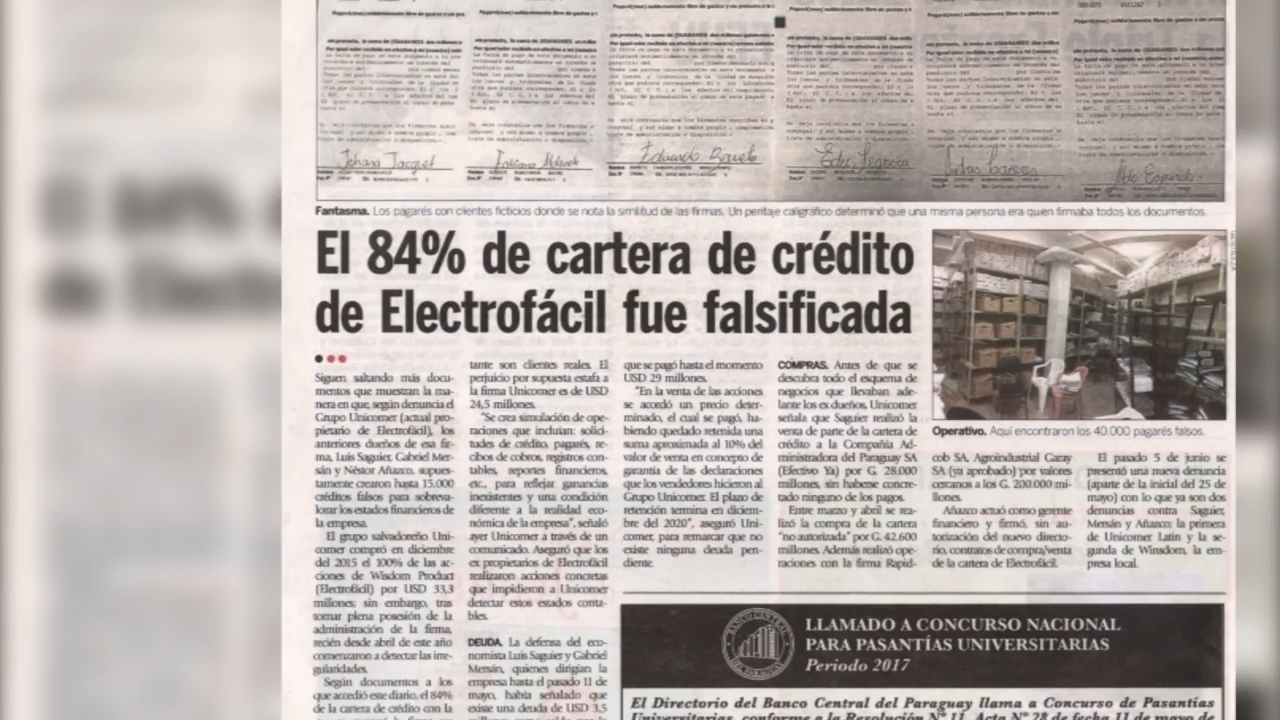 Johana Jacquet
Eduardo Barreto
Fantasma. Los pagarés con clientes ficticios donde se nota la similitud de las firmas. Un peritaje caligráfico determinó que una misma persona era quien firmaba todos los documentos.
El 84% de cartera de crédito
de Electrofácil fue falsificada
Siguen saltando más docu-
mentos que muestran la ma-
nera en que, según denuncia el
Grupo Unicomer (actual pro-
pietario de Electrofácil), los
anteriores dueños de esa fir-
ma, Luis Saguier, Gabriel Mer-
sán y Néstor Añazco, supues-
tamente crearon hasta 15.000
créditos falsos para sobreva-
lorar los estados financieros de
la empresa.
El grupo salvadoreño Uni-
comer compró en diciembre
del 2015 el 100% de las ac-
ciones de Wisdom Product
(Electrofácil) por USD 33,3
millones; sin embargo, tras
tomar plena posesión de la
administración de la firma,
recién desde abril de este año
comenzaron a detectar las irre-
gularidades.
Según documentos a los
que accedió este diario, el 84%
de la cartera de crédito con la
tante son clientes reales. El
perjuicio por supuesta estafa a
la firma Unicomer es de USD
24,5 millones.
"Se crea simulación de ope-
raciones que incluían: solici-
tudes de crédito, pagarés, re-
cibos de cobros, registros con-
tables, reportes financieros,
etc., para reflejar ganancias
inexistentes y una condición
diferente a la realidad eco-
nómica de la empresa", señaló
ayer Unicomer a través de un
comunicado. Aseguró que los
ex propietarios de Electrofácil
realizaron acciones concretas
que impidieron a Unicomer
detectar estos estados conta-
bles.
DEUDA. La defensa del eco-
nomista Luis Saguier y Gabriel
Mersán, quienes dirigían la
empresa hasta el pasado 11 de
mayo, había señalado que
existe una deuda de USD 3,5
que se pagó hasta el momento
USD 29 millones.
"En la venta de las acciones
se acordó un precio deter-
minado, el cual se pagó, ha-
biendo quedado retenida una
suma aproximada al 10% del
valor de venta en concepto de
garantía de las declaraciones
que los vendedores hicieron al
Grupo Unicomer. El plazo de
retención termina en diciem-
bre del 2020", aseguró Uni-
comer, para remarcar que no
existe ninguna deuda pen-
diente.
COMPRAS. Antes de que se
descubra todo el esquema de
negocios que llevaban ade-
lante los ex dueños, Unicomer
señala que Saguier realizó la
venta de parte de la cartera de
crédito a la Compañía Ad-
ministradora del Paraguay SA
(Efectivo Ya) por G. 28.000
millones, sin haberse concre-
tado ninguno de los pagos.
Entre marzo y abril se rea-
lizó la compra de la cartera
"no autorizada" por G. 42.600
millones. Además realizó ope-
raciones con la firma Rapid-
Operativo. Aquí encontraron los 40.000 pagarés falsos.
cob SA, Agroindustrial Garay
SA (ya aprobado) por valores
cercanos a los G. 200.000 mi-
llones.
Añazco actuó como gerente
financiero y firmó, sin au-
torización del nuevo directo-
rio, contratos de compra/venta
de la cartera de Electrofácil.
El pasado 5 de junio se
presentó una nueva denuncia
(aparte de la inicial del 25 de
mayo) con lo que ya son dos
denuncias contra Saguier,
Mersán y Añazco: la primera
de Unicomer Latin y la se-
gunda de Winsdom, la em-
presa local.
LLAMADO A CONCURSO NACIONAL
PARA PASANTÍAS UNIVERSITARIAS
Periodo 2017
El Directorio del Banco Central del Paraguay llama a Concurso de Pasantías
Universitarias, conforme a la Resolución N° 11, Acta N° 28 de fecha 11 de mayo